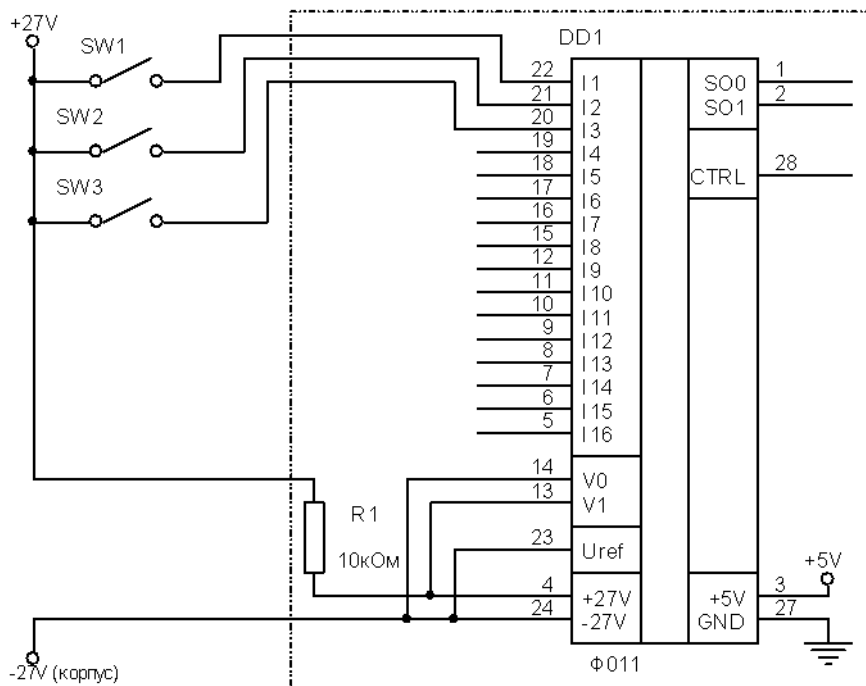 +27V
SW1
SW2
SW3
DD1
22 I1
21 I2
20 I3
19 I4
18 I5
17 I6
16 I7
15 I8
12 I9
11 I10
10 I11
9 I12
8 I13
7 I14
6 I15
5 I16
14 V0
13 V1
23 Uref
4 +27V
24 -27V
SO0 1
SO1 2
CTRL 28
+5V 3
GND 27
+5V
R1
10кОм
-27V (корпус)
Ф011